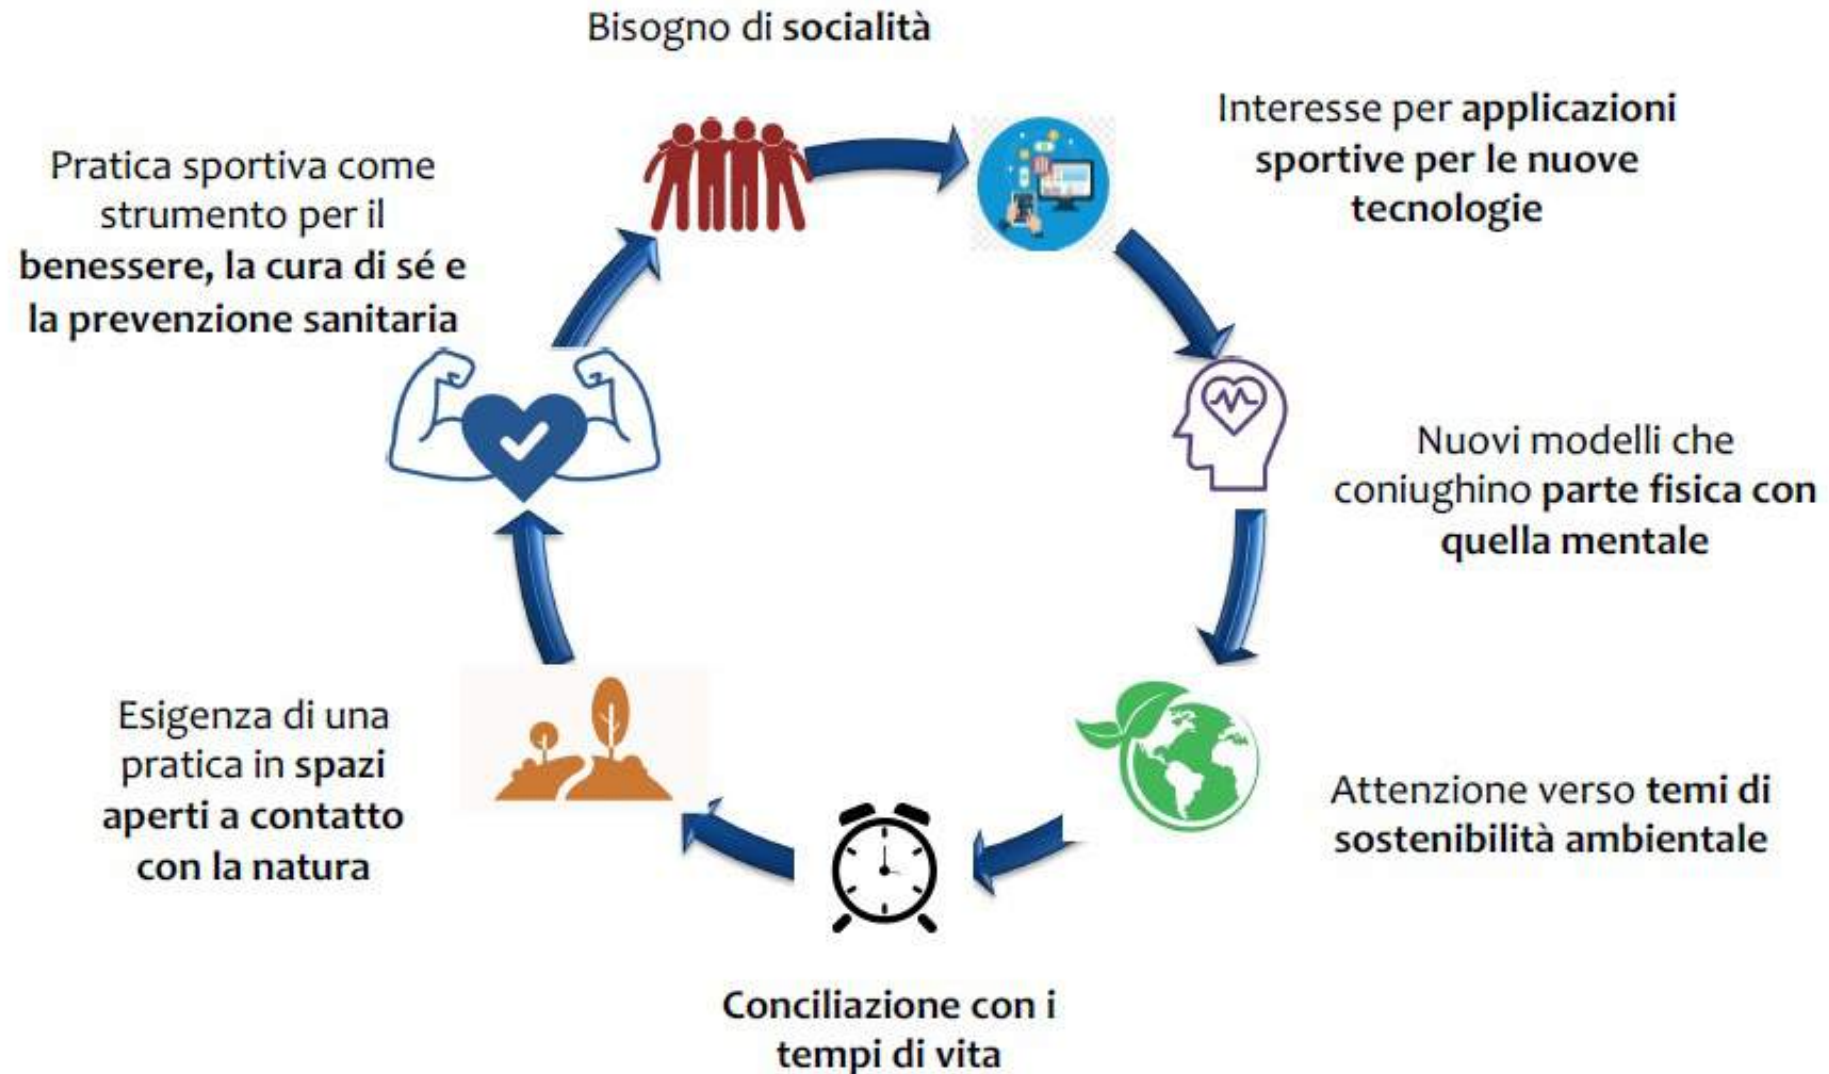 Bisogno di socialità
Interesse per applicazioni
sportive per le nuove
tecnologie
Nuovi modelli che
coniughino parte fisica con
quella mentale
Attenzione verso temi di
sostenibilità ambientale
Conciliazione con i
tempi di vita
Esigenza di una
pratica in spazi
aperti a contatto
con la natura
Pratica sportiva come
strumento per il
benessere, la cura di sé e
la prevenzione sanitaria